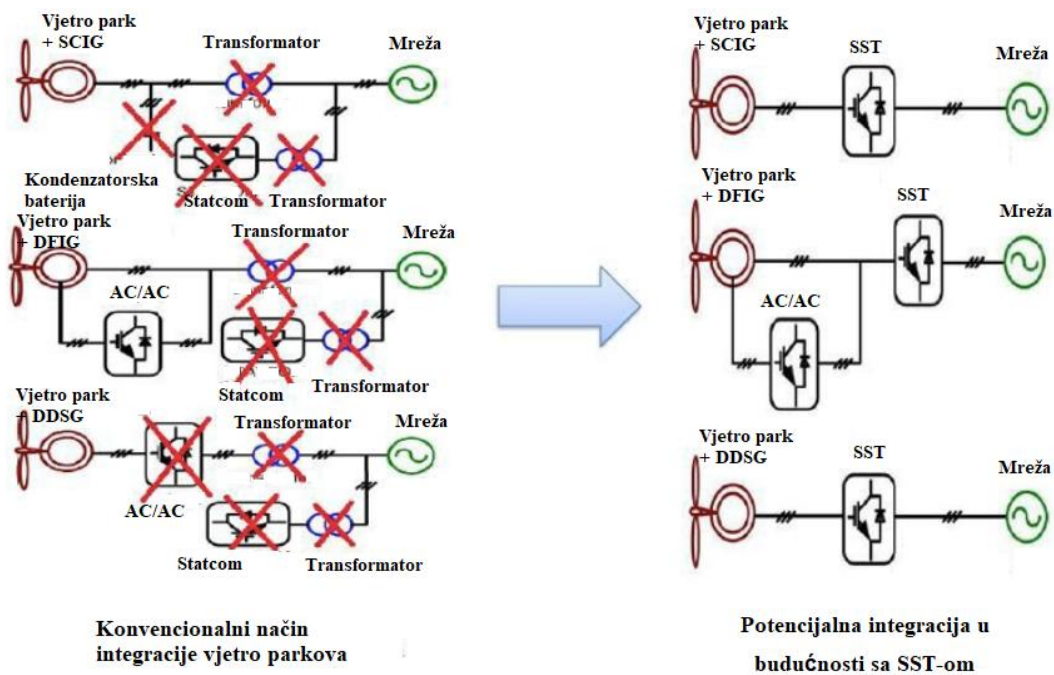 Vjetro park
+ SCIG
Transformator
Mreža
Kondenzatorska
baterija
Statcom
Transformator
Vjetro park
+ DFIG
Transformator
Mreža
AC/AC
Statcom
Transformator
Vjetro park
+ DDSG
Transformator
Mreža
AC/AC
Statcom
Transformator
Konvencionalni način
integracije vjetro parkova
Vjetro park
+ SCIG
SST
Mreža
Vjetro park
+ DFIG
SST
Mreža
AC/AC
Vjetro park
+ DDSG
SST
Mreža
Potencijalna integracija u
budućnosti sa SST-om